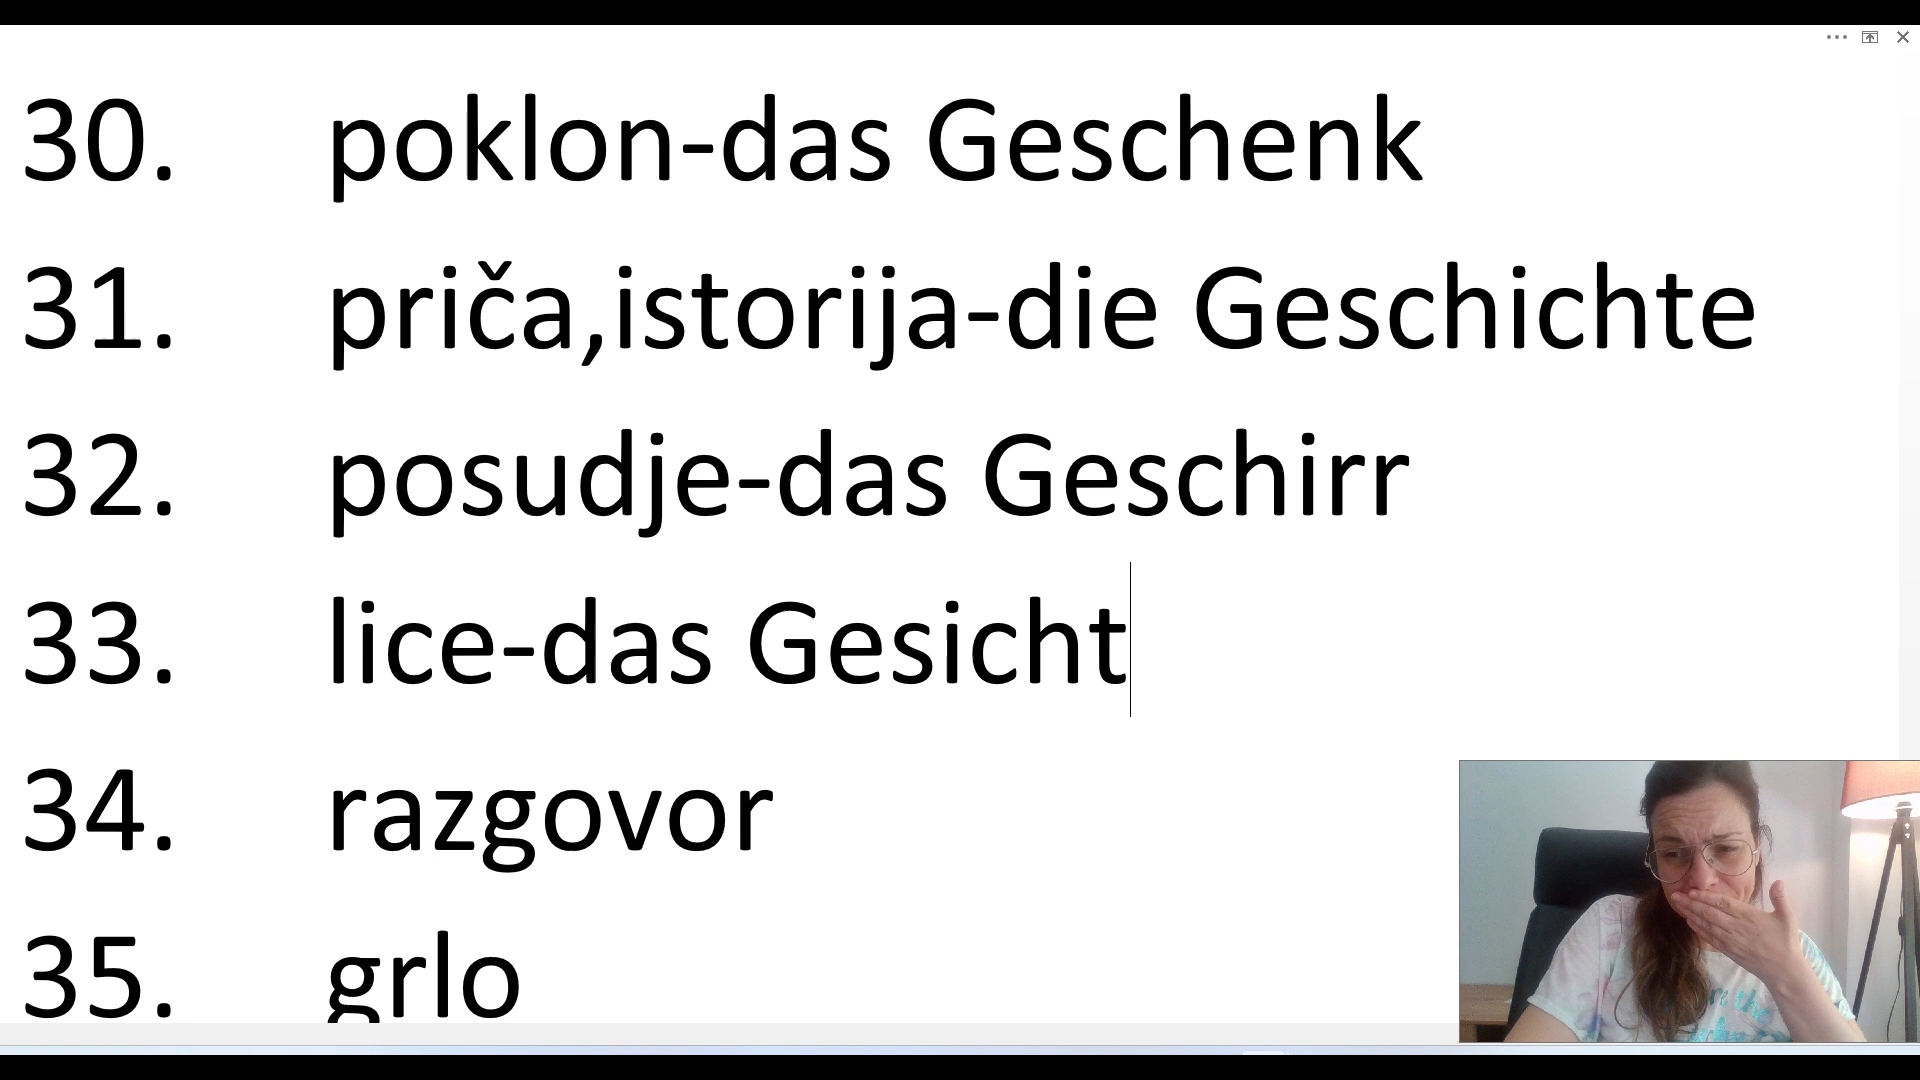 30. poklon-das Geschenk
31. priča,istorija-die Geschichte
32. posudje-das Geschirr
33. lice-das Gesicht
34. razgovor
35. grlo